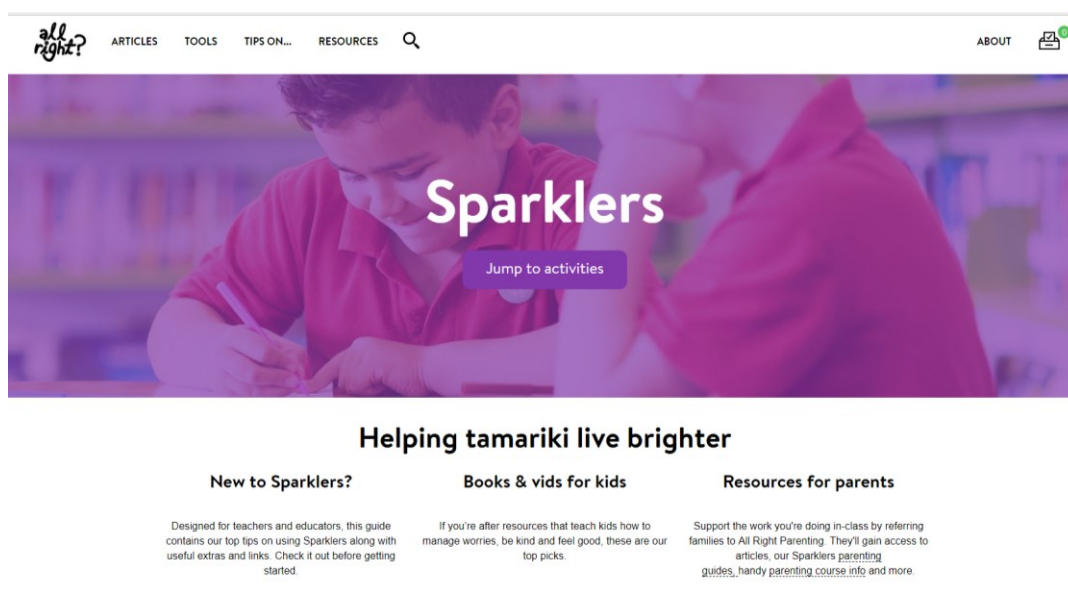 all
right?
ARTICLES TOOLS TIPS ON... RESOURCES ABOUT 0
Sparklers
Jump to activities
Helping tamariki live brighter
New to Sparklers?
Designed for teachers and educators, this guide
contains our top tips on using Sparklers along with
useful extras and links. Check it out before getting
started.
Books & vids for kids
If you're after resources that teach kids how to
manage worries, be kind and feel good, these are our
top picks.
Resources for parents
Support the work you're doing in-class by referring
families to All Right Parenting. They'll gain access to
articles, our Sparklers parenting
guides, handy parenting course info and more.